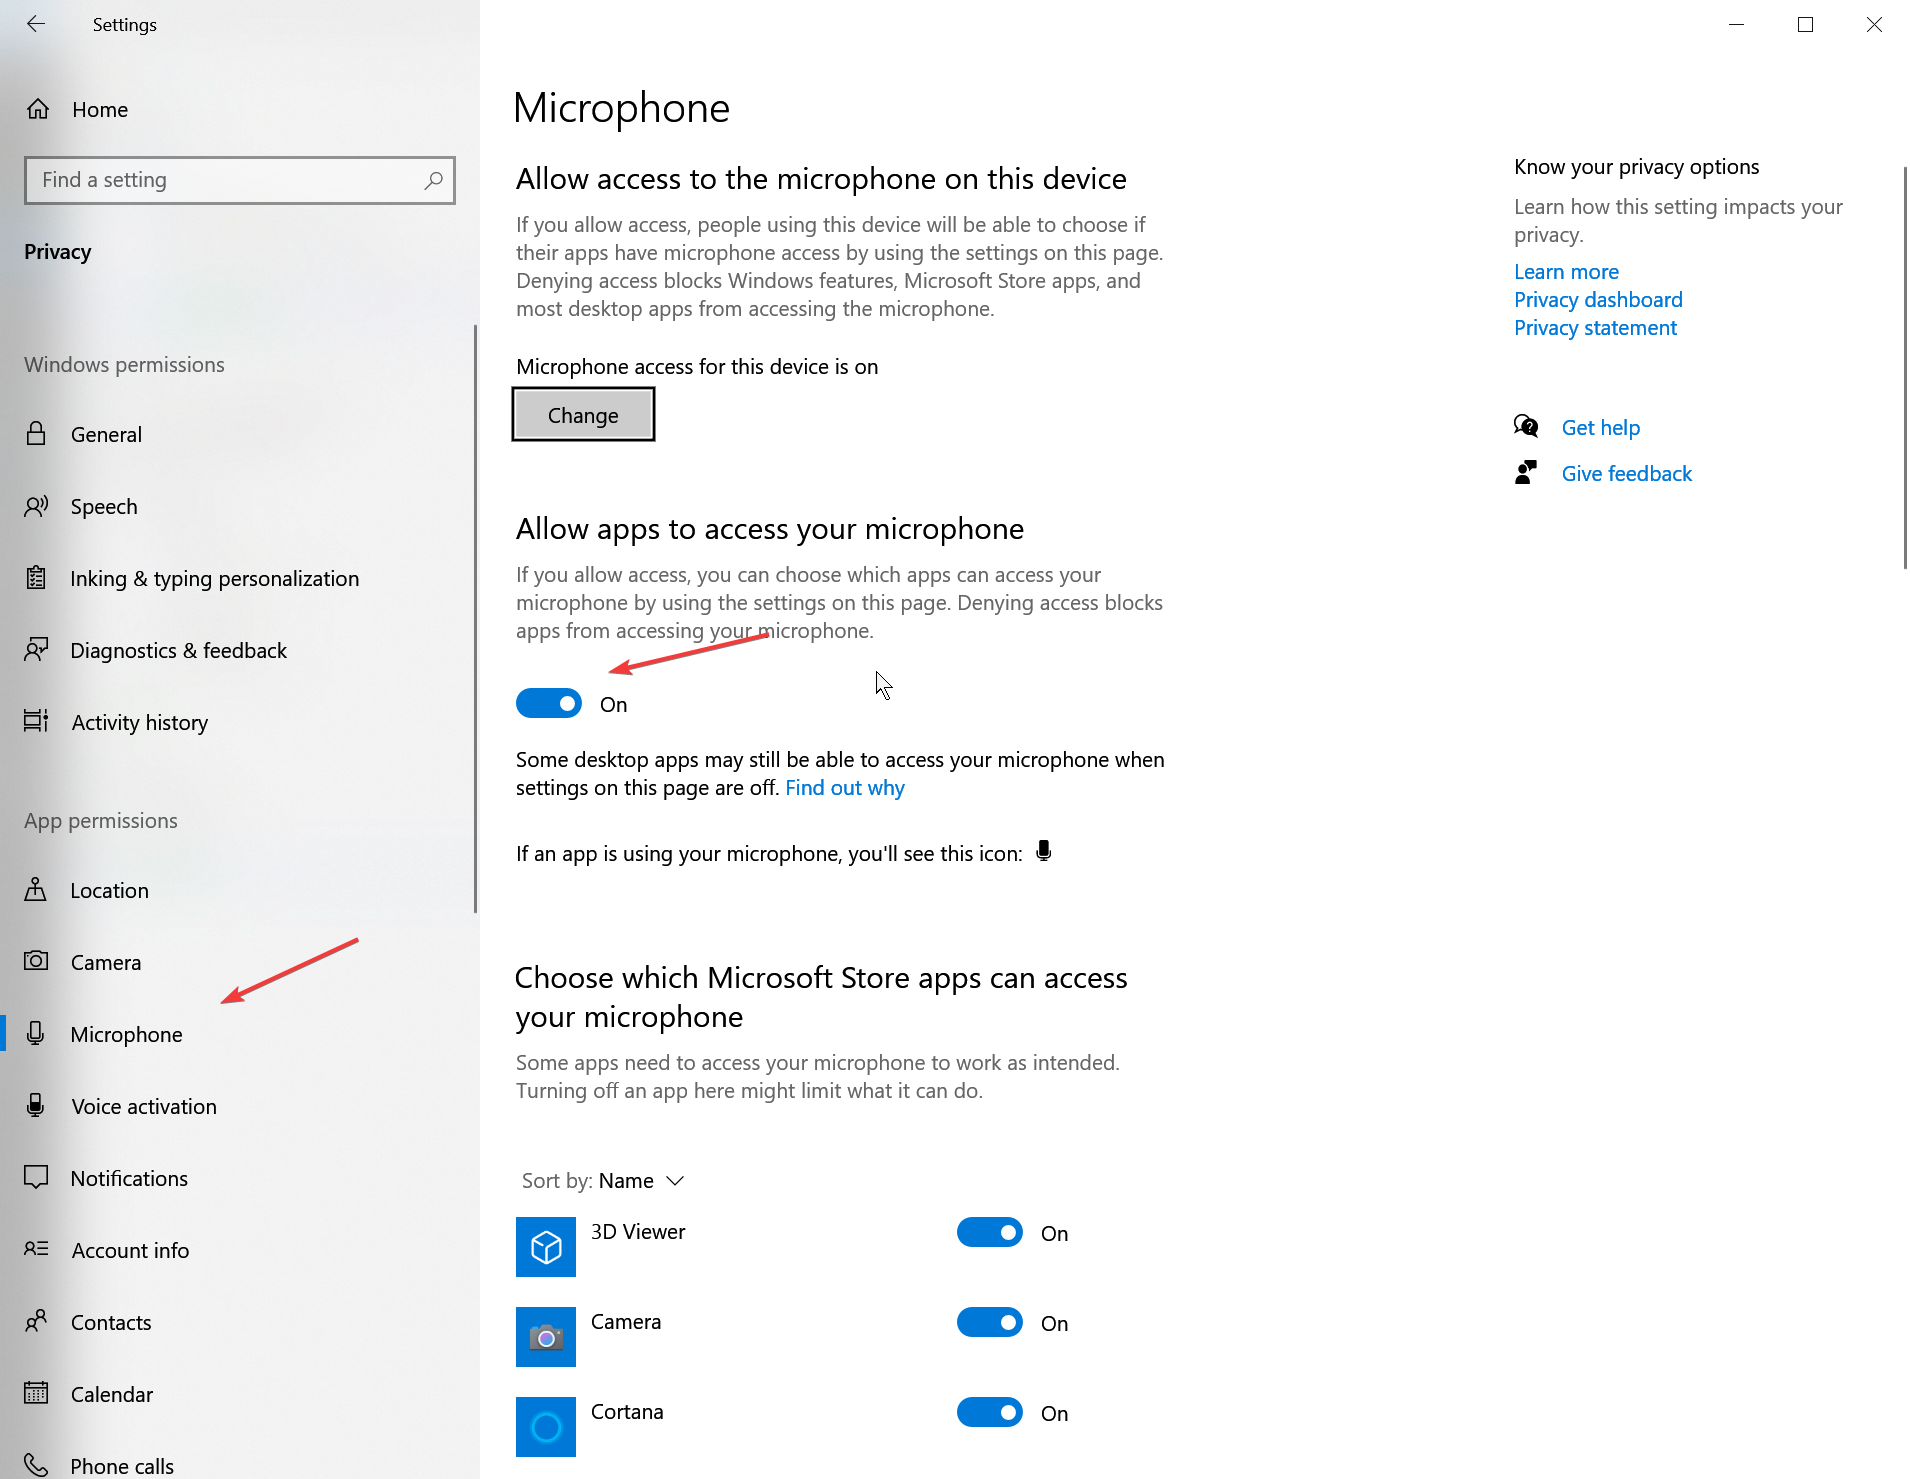 Settings
Home
Find a setting
Privacy
Windows permissions
General
Speech
Inking & typing personalization
Diagnostics & feedback
Activity history
App permissions
Location
Camera
Microphone
Voice activation
Notifications
Account info
Contacts
Calendar
Phone calls
Microphone
Allow access to the microphone on this device
If you allow access, people using this device will be able to choose if
their apps have microphone access by using the settings on this page.
Denying access blocks Windows features, Microsoft Store apps, and
most desktop apps from accessing the microphone.
Microphone access for this device is on
Change
Allow apps to access your microphone
If you allow access, you can choose which apps can access your
microphone by using the settings on this page. Denying access blocks
apps from accessing your microphone.
On
Some desktop apps may still be able to access your microphone when
settings on this page are off. Find out why
If an app is using your microphone, you'll see this icon:
Choose which Microsoft Store apps can access
your microphone
Some apps need to access your microphone to work as intended.
Turning off an app here might limit what it can do.
Sort by: Name
3D Viewer On
Camera On
Cortana On
Know your privacy options
Learn how this setting impacts your
privacy.
Learn more
Privacy dashboard
Privacy statement
Get help
Give feedback